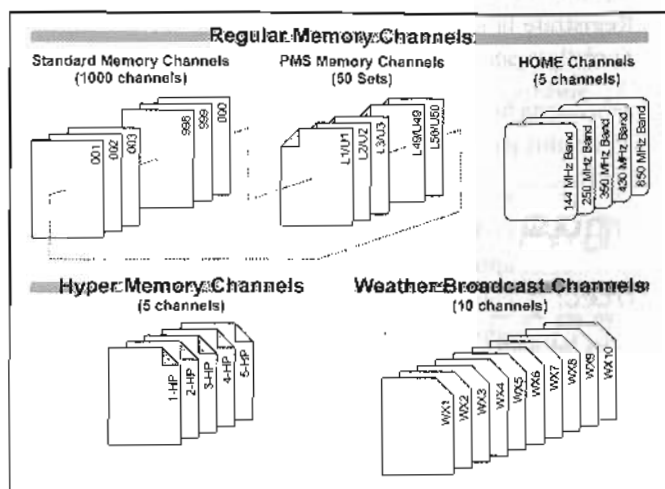 Regular Memory Channels
Standard Memory Channels
(1000 channels)
001
002
003
998
999
000
PMS Memory Channels
(50 Sets)
L1/U1
L2/U2
L3/U3
L49/U49
L50/U50
HOME Channels
(5 channels)
144 MHz Band
250 MHz Band
350 MHz Band
430 MHz Band
850 MHz Band
Hyper Memory Channels
(5 channels)
1-HP
2-HP
3-HP
4-HP
5-HP
Weather Broadcast Channels
(10 channels)
WX1
WX2
WX3
WX4
WX5
WX6
WX7
WX8
WX9
WX10